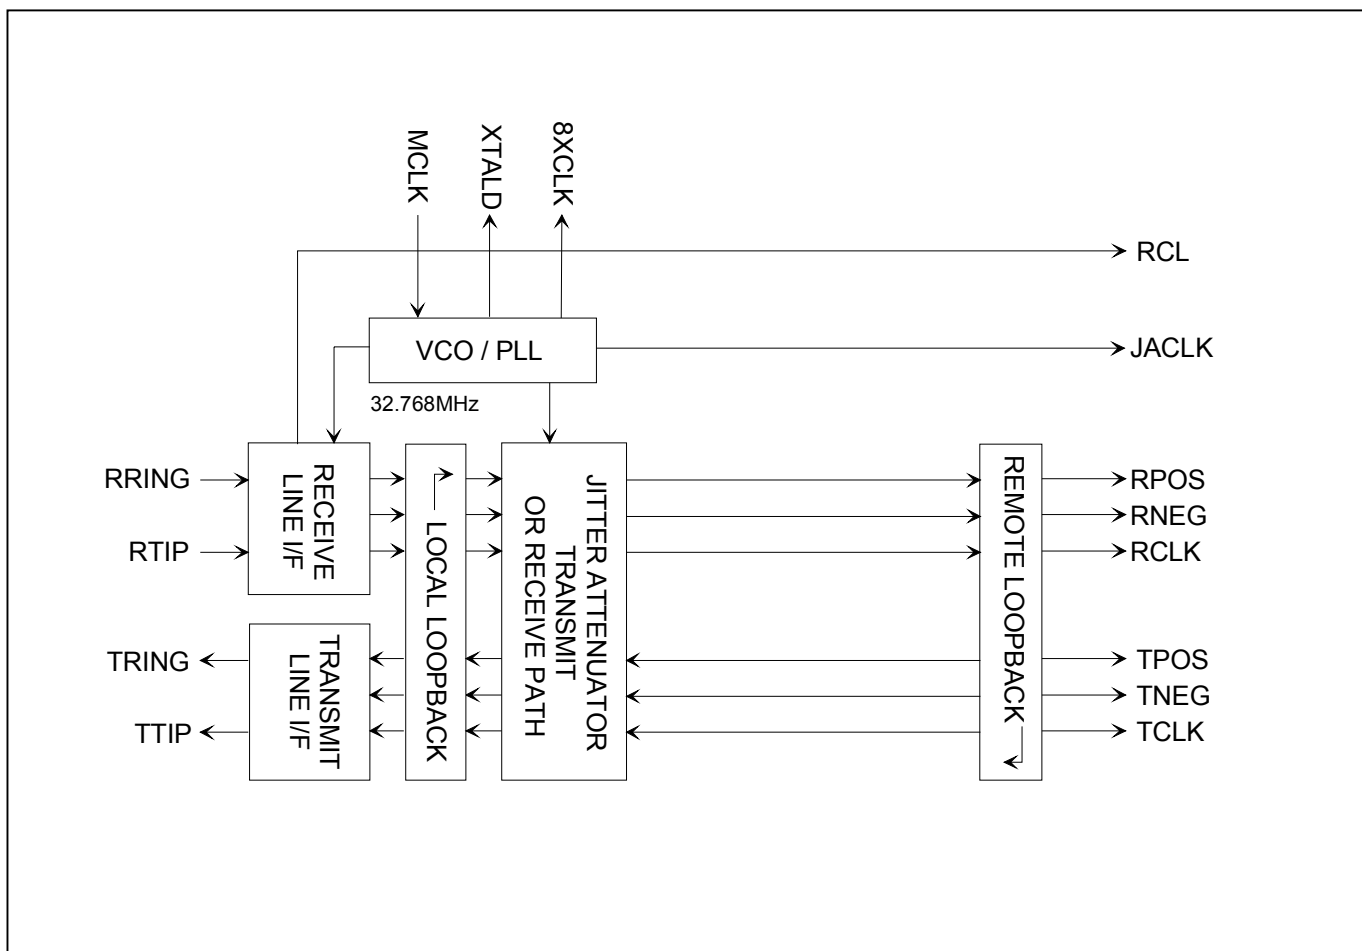 MCLK
XTALD
8XCLK
RCL
VCO / PLL
JACLK
32.768MHz
RRING
RTIP
RECEIVE
LINE I/F
LOCAL LOOPBACK
JITTER ATTENUATOR
TRANSMIT
OR RECEIVE PATH
REMOTE LOOPBACK
RPOS
RNEG
RCLK
TRING
TTIP
TRANSMIT
LINE I/F
TPOS
TNEG
TCLK